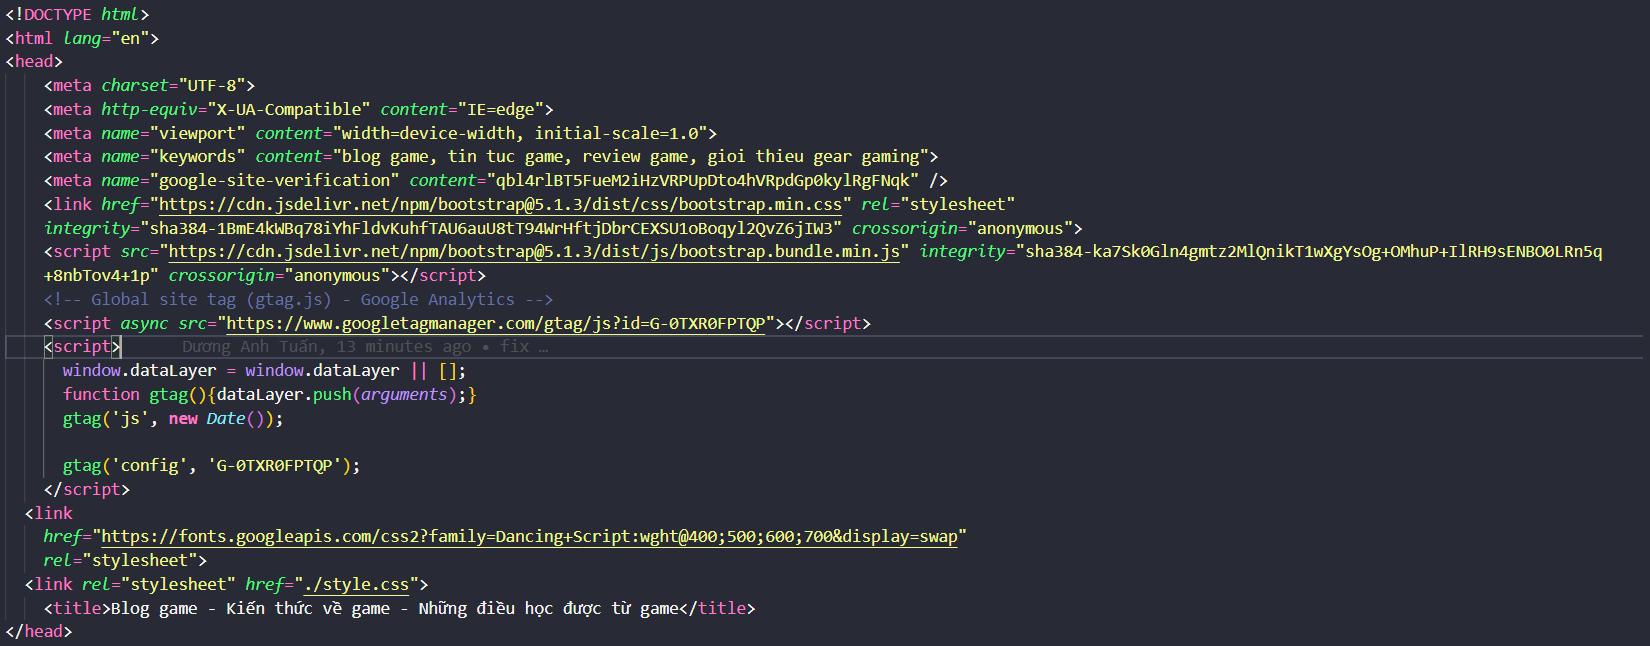 <!DOCTYPE html>
<html lang="en">
<head>
<meta charset="UTF-8">
<meta http-equiv="X-UA-Compatible" content="IE=edge">
<meta name="viewport" content="width=device-width, initial-scale=1.0">
<meta name="keywords" content="blog game, tin tuc game, review game, gioi thieu gear gaming">
<meta name="google-site-verification" content="qbl4rlBT5FueM2iHzVRPUpDto4hVRpdGp0kylRgFNqk" />
<link href="https://cdn.jsdelivr.net/npm/bootstrap@5.1.3/dist/css/bootstrap.min.css" rel="stylesheet"
integrity="sha384-1BmE4kWBq78iYhFldvKuhfTAU6auU8tT94WrHftjDbrCEXSU1oBoqyl2QvZ6jIW3" crossorigin="anonymous">
<script src="https://cdn.jsdelivr.net/npm/bootstrap@5.1.3/dist/js/bootstrap.bundle.min.js" integrity="sha384-ka7Sk0Gln4gmtz2MlQnikT1wXgYsOg+OMhuP+IlRH9sENBO0LRn5q
+8nbTov4+1p" crossorigin="anonymous"></script>
<!-- Global site tag (gtag.js) - Google Analytics -->
<script async src="https://www.googletagmanager.com/gtag/js?id=G-0TXR0FPTQP"></script>
<script> Dương Anh Tuấn, 13 minutes ago • fix …
window.dataLayer = window.dataLayer || [];
function gtag(){dataLayer.push(arguments);}
gtag('js', new Date());
gtag('config', 'G-0TXR0FPTQP');
</script>
<link
href="https://fonts.googleapis.com/css2?family=Dancing+Script:wght@400;500;600;700&display=swap"
rel="stylesheet">
<link rel="stylesheet" href="./style.css">
<title>Blog game - Kiến thức về game - Những điều học được từ game</title>
</head>